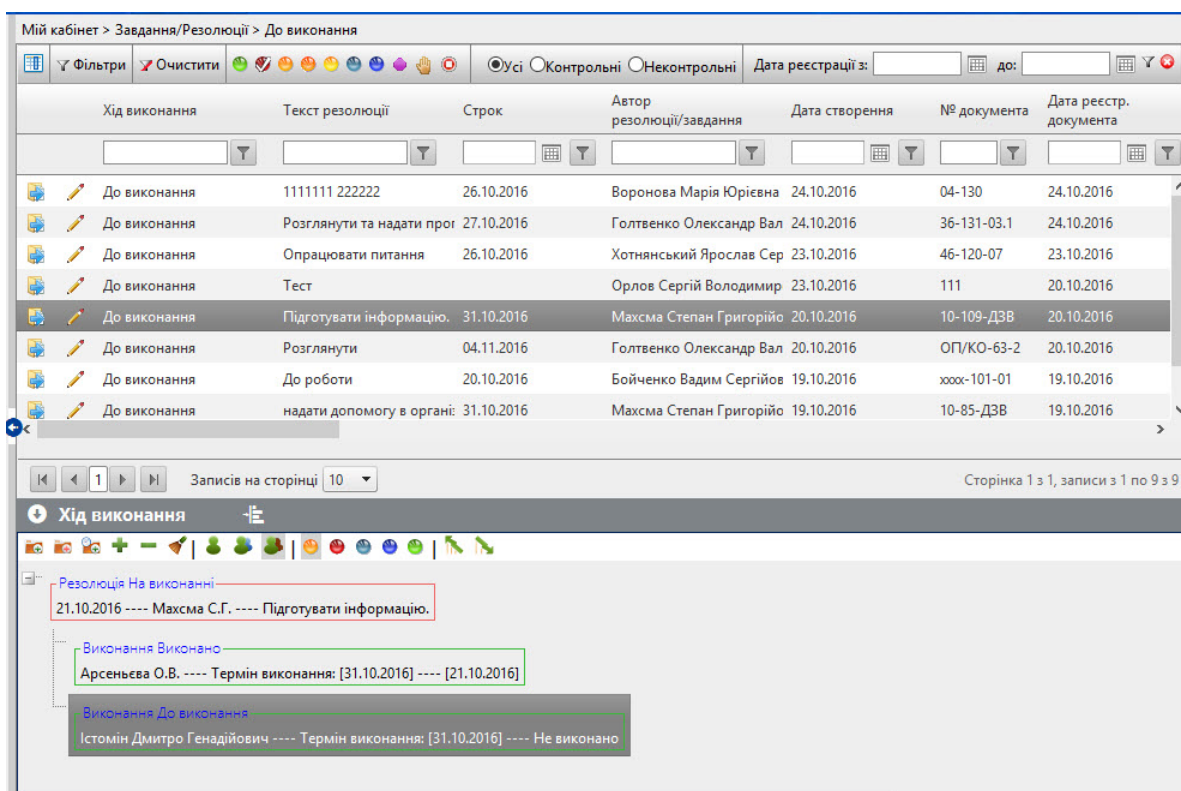 Мій кабінет > Завдання/Резолюції > До виконання
Фільтри Очистити Усі Контрольні Неконтрольні Дата реєстрації з: до:
Хід виконання Текст резолюції Строк Автор резолюції/завдання Дата створення № документа Дата реєстр. документа
До виконання 1111111 222222 26.10.2016 Воронова Марія Юрієвна 24.10.2016 04-130 24.10.2016
До виконання Розглянути та надати проп 27.10.2016 Голтвенко Олександр Вал 24.10.2016 36-131-03.1 24.10.2016
До виконання Опрацювати питання 26.10.2016 Хотнянський Ярослав Сер 23.10.2016 46-120-07 23.10.2016
До виконання Тест Орлов Сергій Володимир 23.10.2016 111 20.10.2016
До виконання Підготувати інформацію. 31.10.2016 Махсма Степан Григорійо 20.10.2016 10-109-ДЗВ 20.10.2016
До виконання Розглянути 04.11.2016 Голтвенко Олександр Вал 20.10.2016 ОП/КО-63-2 20.10.2016
До виконання До роботи 20.10.2016 Бойченко Вадим Сергійов 19.10.2016 xxxx-101-01 19.10.2016
До виконання надати допомогу в органі: 31.10.2016 Махсма Степан Григорійо 19.10.2016 10-85-ДЗВ 19.10.2016
1 Записів на сторінці 10 Сторінка 1 з 1, записи з 1 по 9 з 9
Хід виконання
Резолюція На виконанні
21.10.2016 ---- Махсма С.Г. ---- Підготувати інформацію.
Виконання Виконано
Арсеньєва О.В. ---- Термін виконання: [31.10.2016] ---- [21.10.2016]
Виконання До виконання
Істомін Дмитро Генадійович ---- Термін виконання: [31.10.2016] ---- Не виконано